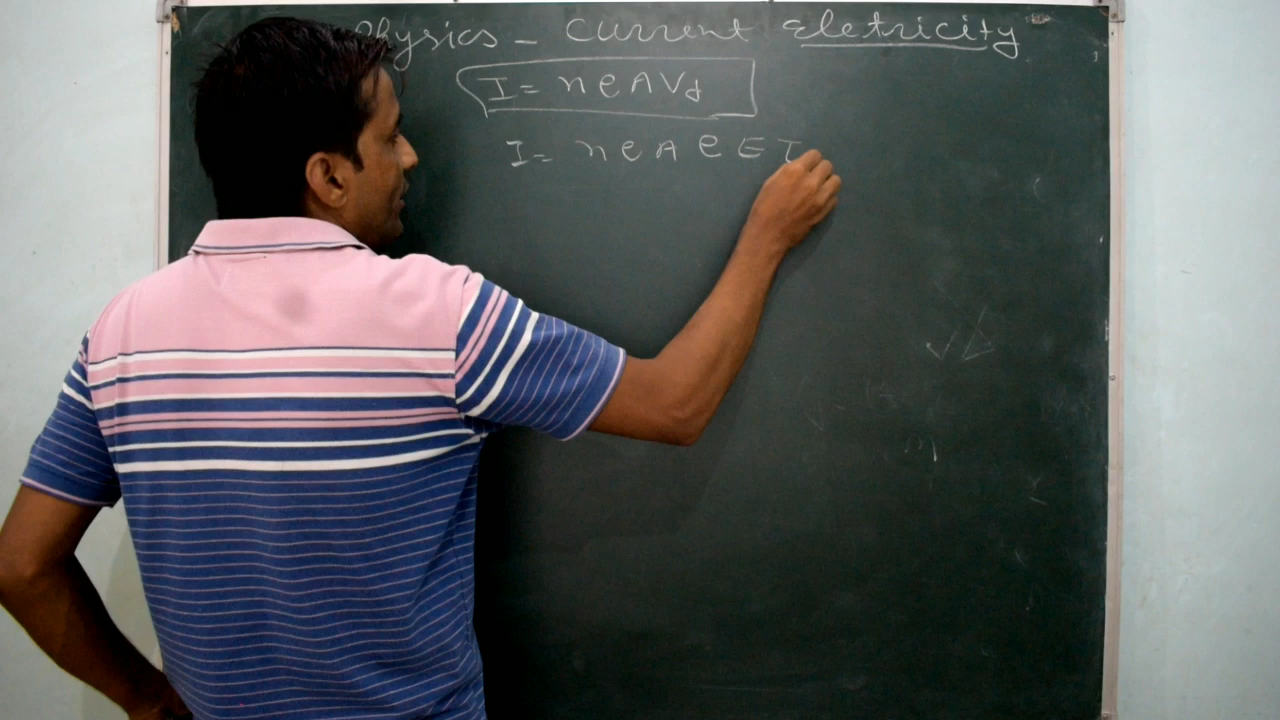 Physics - Current Eletricity
I = neAVd
I = neAeEτ